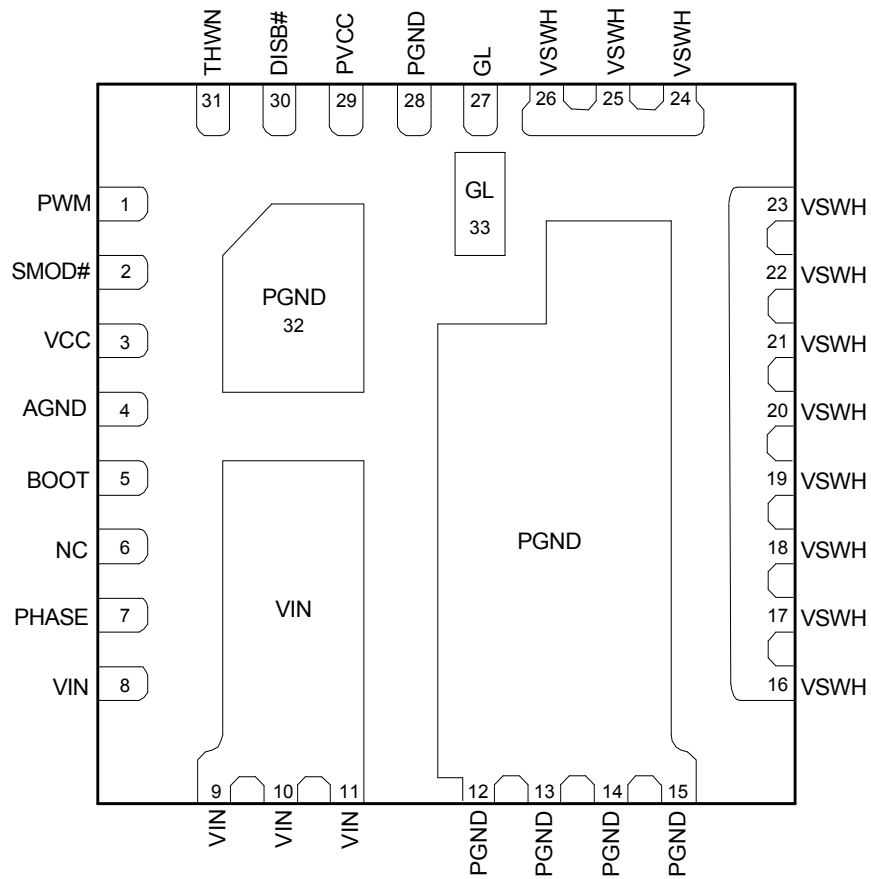 THWN
DISB#
PVCC
PGND
GL
VSWH
VSWH
VSWH
31
30
29
28
27
26
25
24
PWM 1
SMOD# 2
VCC 3
AGND 4
BOOT 5
NC 6
PHASE 7
VIN 8
GL
33
PGND
32
VIN
PGND
23 VSWH
22 VSWH
21 VSWH
20 VSWH
19 VSWH
18 VSWH
17 VSWH
16 VSWH
9
10
11
12
13
14
15
VIN
VIN
VIN
PGND
PGND
PGND
PGND